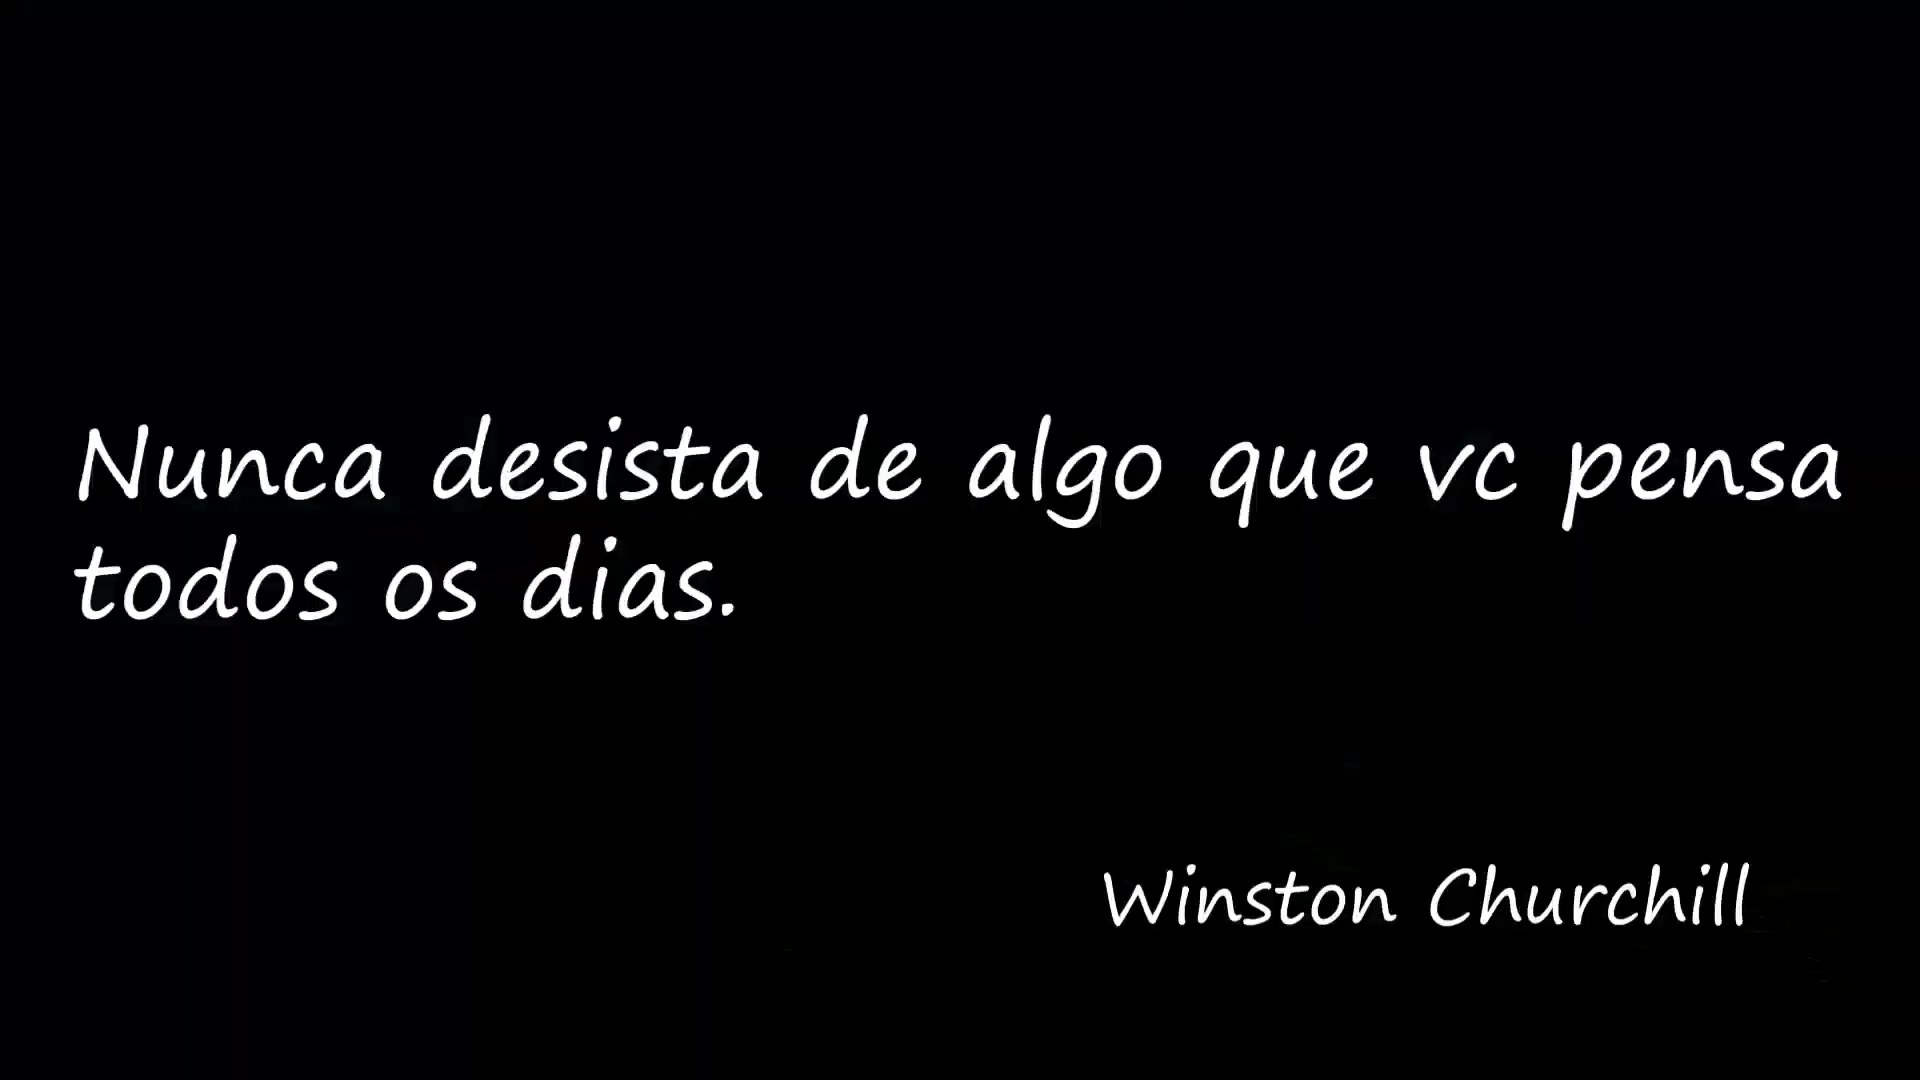 Nunca desista de algo que vc pensa
todos os dias.
Winston Churchill